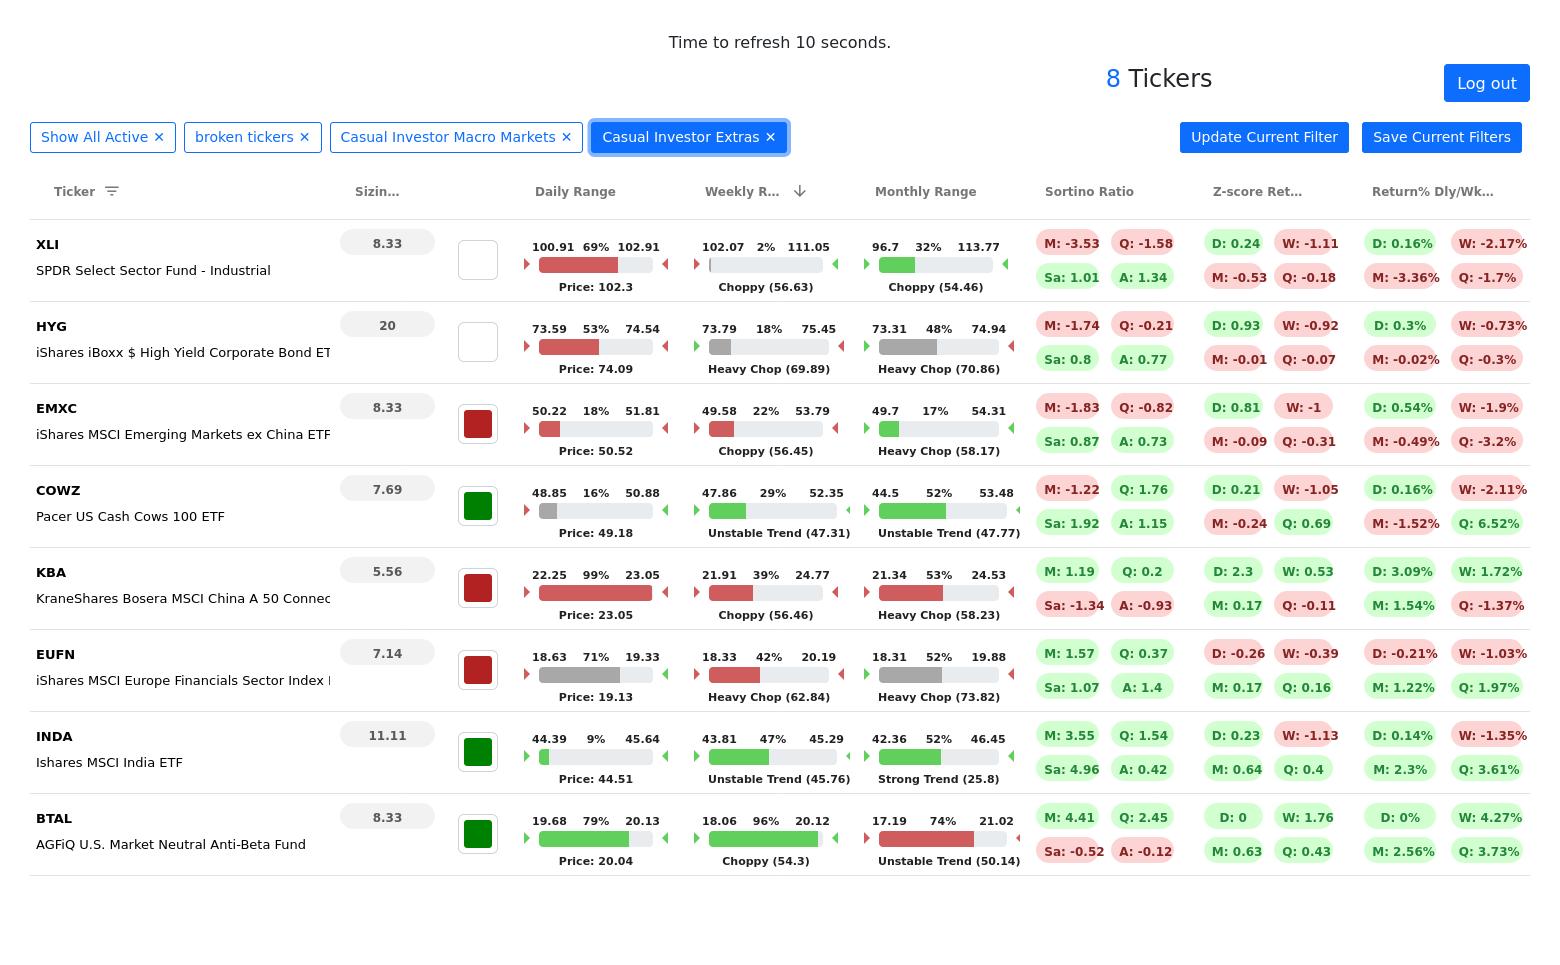 Time to refresh 10 seconds.
8 Tickers
Log out
Show All Active ✕ broken tickers ✕ Casual Investor Macro Markets ✕ Casual Investor Extras ✕ Update Current Filter Save Current Filters
Ticker Sizin... Daily Range Weekly R... Monthly Range Sortino Ratio Z-score Ret... Return% Dly/Wk...
XLI 8.33
SPDR Select Sector Fund - Industrial
100.91 69% 102.91 102.07 2% 111.05 96.7 32% 113.77
Price: 102.3 Choppy (56.63) Choppy (54.46)
M: -3.53 Q: -1.58 D: 0.24 W: -1.11 D: 0.16% W: -2.17%
Sa: 1.01 A: 1.34 M: -0.53 Q: -0.18 M: -3.36% Q: -1.7%
HYG 20
iShares iBoxx $ High Yield Corporate Bond ET
73.59 53% 74.54 73.79 18% 75.45 73.31 48% 74.94
Price: 74.09 Heavy Chop (69.89) Heavy Chop (70.86)
M: -1.74 Q: -0.21 D: 0.93 W: -0.92 D: 0.3% W: -0.73%
Sa: 0.8 A: 0.77 M: -0.01 Q: -0.07 M: -0.02% Q: -0.3%
EMXC 8.33
iShares MSCI Emerging Markets ex China ETF
50.22 18% 51.81 49.58 22% 53.79 49.7 17% 54.31
Price: 50.52 Choppy (56.45) Heavy Chop (58.17)
M: -1.83 Q: -0.82 D: 0.81 W: -1 D: 0.54% W: -1.9%
Sa: 0.87 A: 0.73 M: -0.09 Q: -0.31 M: -0.49% Q: -3.2%
COWZ 7.69
Pacer US Cash Cows 100 ETF
48.85 16% 50.88 47.86 29% 52.35 44.5 52% 53.48
Price: 49.18 Unstable Trend (47.31) Unstable Trend (47.77)
M: -1.22 Q: 1.76 D: 0.21 W: -1.05 D: 0.16% W: -2.11%
Sa: 1.92 A: 1.15 M: -0.24 Q: 0.69 M: -1.52% Q: 6.52%
KBA 5.56
KraneShares Bosera MSCI China A 50 Connec
22.25 99% 23.05 21.91 39% 24.77 21.34 53% 24.53
Price: 23.05 Choppy (56.46) Heavy Chop (58.23)
M: 1.19 Q: 0.2 D: 2.3 W: 0.53 D: 3.09% W: 1.72%
Sa: -1.34 A: -0.93 M: 0.17 Q: -0.11 M: 1.54% Q: -1.37%
EUFN 7.14
iShares MSCI Europe Financials Sector Index
18.63 71% 19.33 18.33 42% 20.19 18.31 52% 19.88
Price: 19.13 Heavy Chop (62.84) Heavy Chop (73.82)
M: 1.57 Q: 0.37 D: -0.26 W: -0.39 D: -0.21% W: -1.03%
Sa: 1.07 A: 1.4 M: 0.17 Q: 0.16 M: 1.22% Q: 1.97%
INDA 11.11
Ishares MSCI India ETF
44.39 9% 45.64 43.81 47% 45.29 42.36 52% 46.45
Price: 44.51 Unstable Trend (45.76) Strong Trend (25.8)
M: 3.55 Q: 1.54 D: 0.23 W: -1.13 D: 0.14% W: -1.35%
Sa: 4.96 A: 0.42 M: 0.64 Q: 0.4 M: 2.3% Q: 3.61%
BTAL 8.33
AGFiQ U.S. Market Neutral Anti-Beta Fund
19.68 79% 20.13 18.06 96% 20.12 17.19 74% 21.02
Price: 20.04 Choppy (54.3) Unstable Trend (50.14)
M: 4.41 Q: 2.45 D: 0 W: 1.76 D: 0% W: 4.27%
Sa: -0.52 A: -0.12 M: 0.63 Q: 0.43 M: 2.56% Q: 3.73%